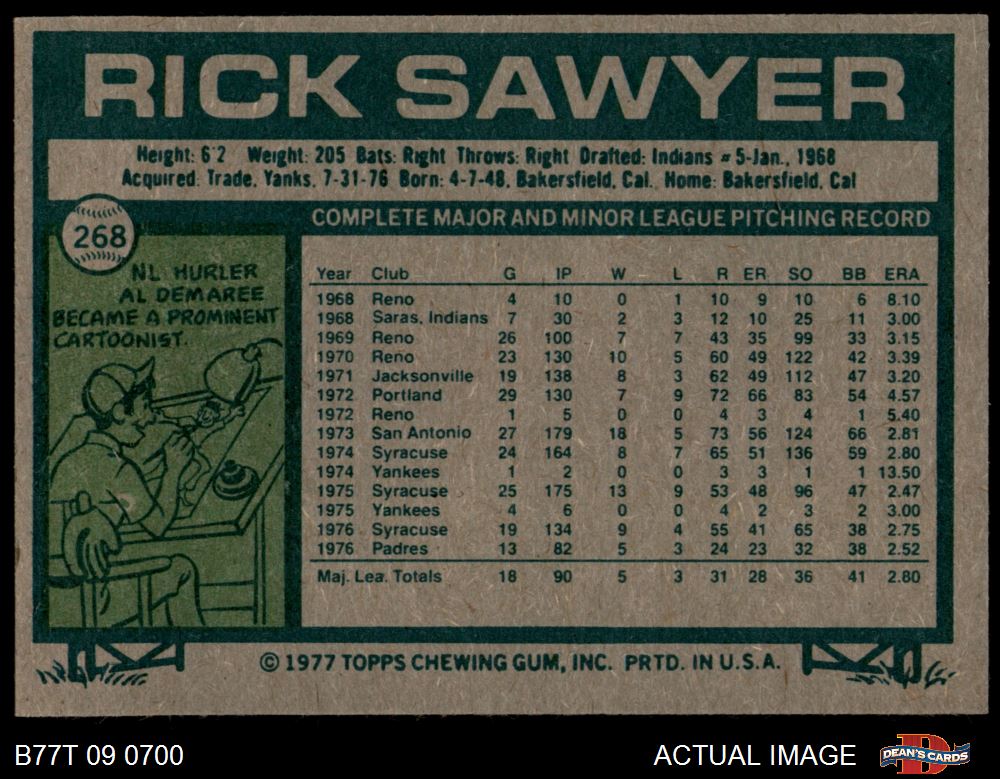 RICK SAWYER
Height: 6'2 Weight: 205 Bats: Right Throws: Right Drafted: Indians #5-Jan., 1968
Acquired: Trade, Yanks, 7-31-76 Born: 4-7-48, Bakersfield, Cal. Home: Bakersfield, Cal
268
NL HURLER
AL DEMAREE
BECAME A PROMINENT
CARTOONIST.
COMPLETE MAJOR AND MINOR LEAGUE PITCHING RECORD
Year Club G IP W L R ER SO BB ERA
1968 Reno 4 10 0 1 10 9 10 6 8.10
1968 Saras, Indians 7 30 2 3 12 10 25 11 3.00
1969 Reno 26 100 7 7 43 35 99 33 3.15
1970 Reno 23 130 10 5 60 49 122 42 3.39
1971 Jacksonville 19 138 8 3 62 49 112 47 3.20
1972 Portland 29 130 7 9 72 66 83 54 4.57
1972 Reno 1 5 0 0 4 3 4 1 5.40
1973 San Antonio 27 179 18 5 73 56 124 66 2.81
1974 Syracuse 24 164 8 7 65 51 136 59 2.80
1974 Yankees 1 2 0 0 3 3 1 1 13.50
1975 Syracuse 25 175 13 9 53 48 96 47 2.47
1975 Yankees 4 6 0 0 4 2 3 2 3.00
1976 Syracuse 19 134 9 4 55 41 65 38 2.75
1976 Padres 13 82 5 3 24 23 32 38 2.52
Maj. Lea. Totals 18 90 5 3 31 28 36 41 2.80
© 1977 TOPPS CHEWING GUM, INC. PRTD. IN U.S.A.
B77T 09 0700
ACTUAL IMAGE
DEAN'S CARDS